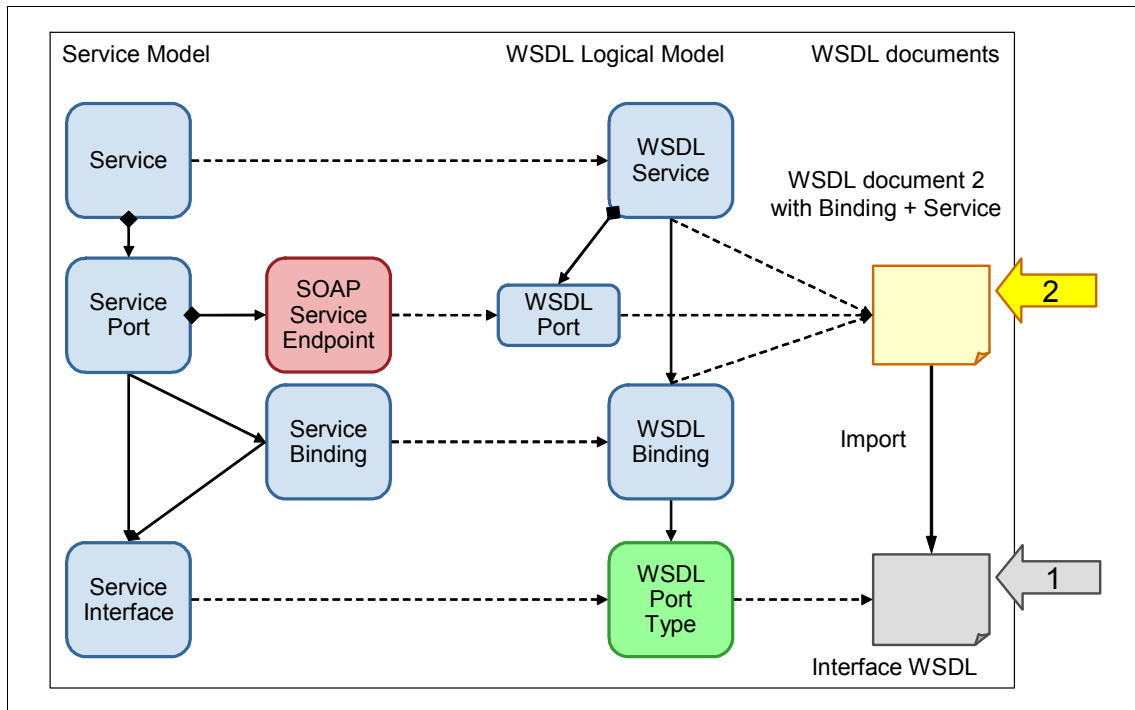 Service Model
WSDL Logical Model
WSDL documents
Service
WSDL
Service
WSDL document 2
with Binding + Service
Service
Port
SOAP
Service
Endpoint
WSDL
Port
2
Service
Binding
WSDL
Binding
Import
Service
Interface
WSDL
Port
Type
1
Interface WSDL